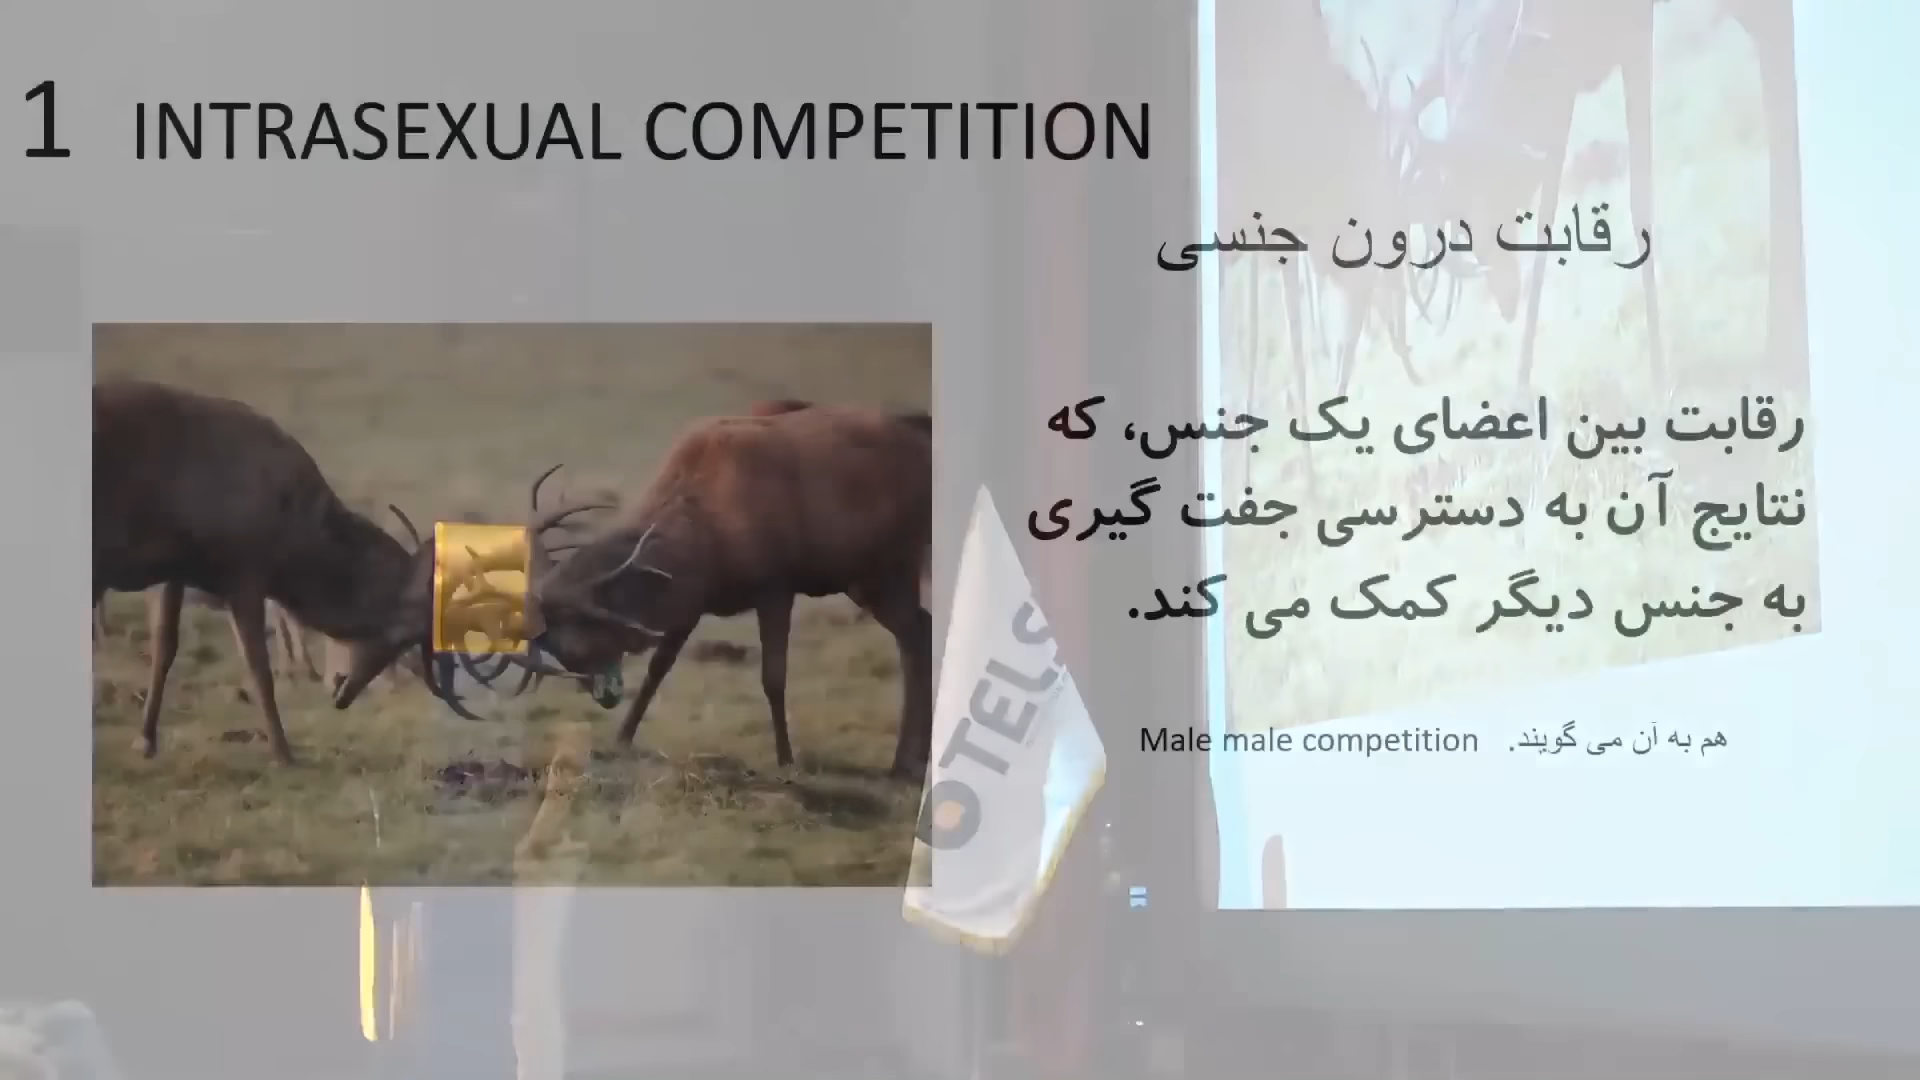 1 INTRASEXUAL COMPETITION
رقابت درون جنسی
رقابت بین اعضای یک جنس، که
نتایج آن به دسترسی جفت گیری
به جنس دیگر کمک می کند.
Male male competition هم به آن می گویند.
OTELS